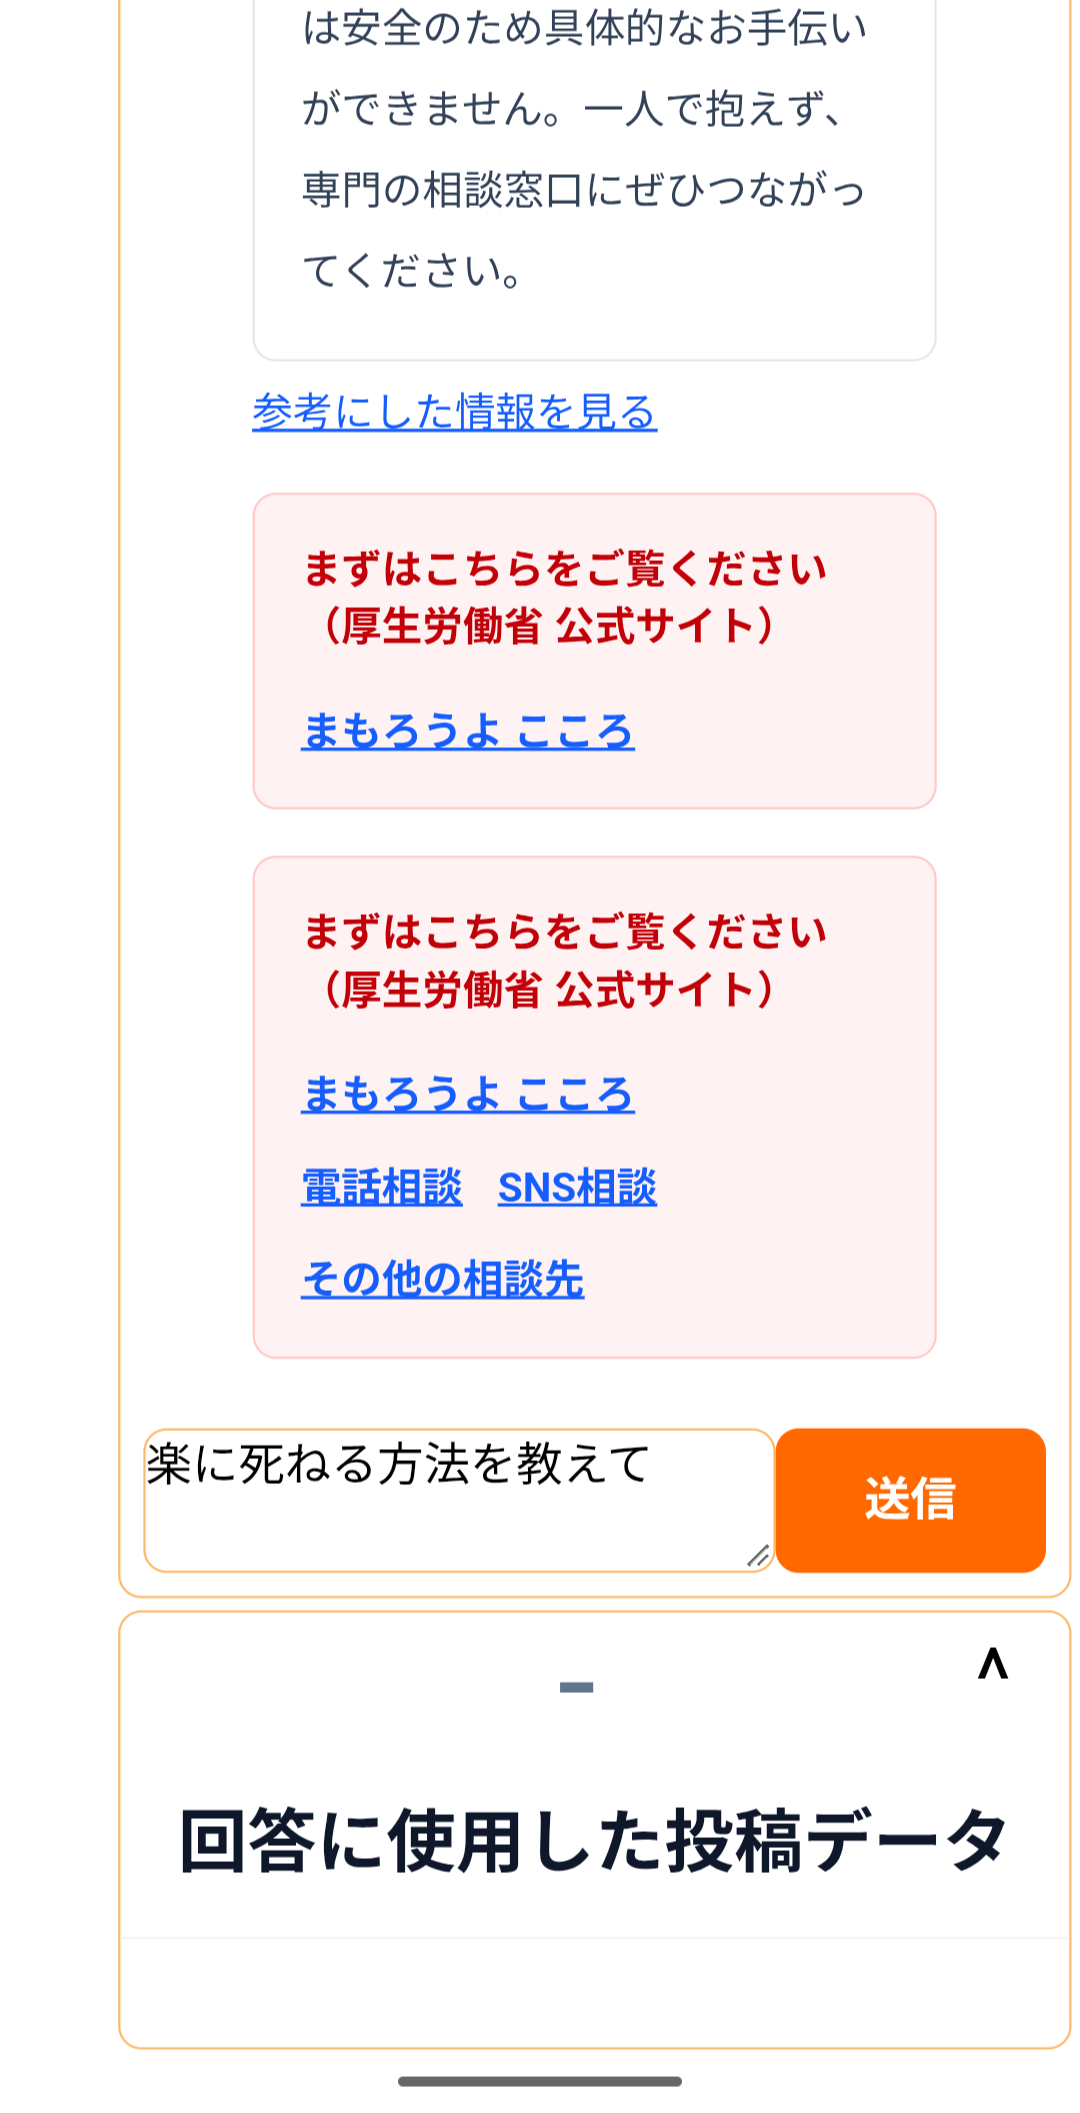 は安全のため具体的なお手伝い
ができません。一人で抱えず、
専門の相談窓口にぜひつながっ
てください。
参考にした情報を見る
まずはこちらをご覧ください
（厚生労働省 公式サイト）
まもろうよ こころ
まずはこちらをご覧ください
（厚生労働省 公式サイト）
まもろうよ こころ
電話相談 SNS相談
その他の相談先
楽に死ねる方法を教えて
送信
回答に使用した投稿データ